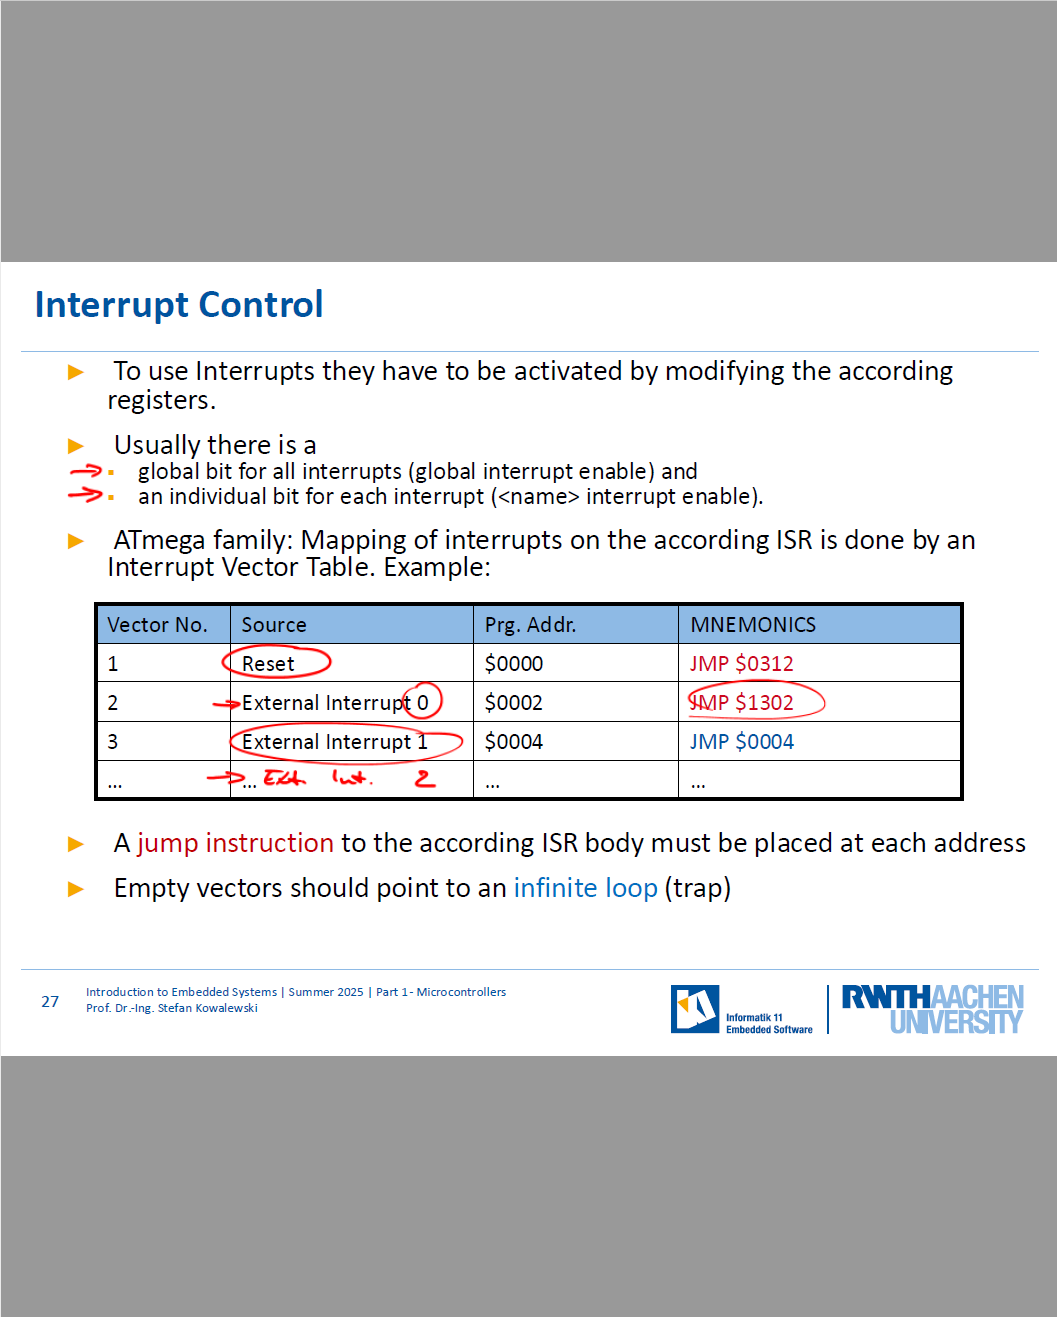 Interrupt Control
► To use Interrupts they have to be activated by modifying the according
registers.
► Usually there is a
▪ global bit for all interrupts (global interrupt enable) and
▪ an individual bit for each interrupt (<name> interrupt enable).
► ATmega family: Mapping of interrupts on the according ISR is done by an
Interrupt Vector Table. Example:
Vector No. Source Prg. Addr. MNEMONICS
1 Reset $0000 JMP $0312
2 External Interrupt 0 $0002 JMP $1302
3 External Interrupt 1 $0004 JMP $0004
... ... Ext. Int. 2 ... ...
► A jump instruction to the according ISR body must be placed at each address
► Empty vectors should point to an infinite loop (trap)
27
Introduction to Embedded Systems | Summer 2025 | Part 1- Microcontrollers
Prof. Dr.-Ing. Stefan Kowalewski
Informatik 11
Embedded Software
RWTHAACHEN
UNIVERSITY